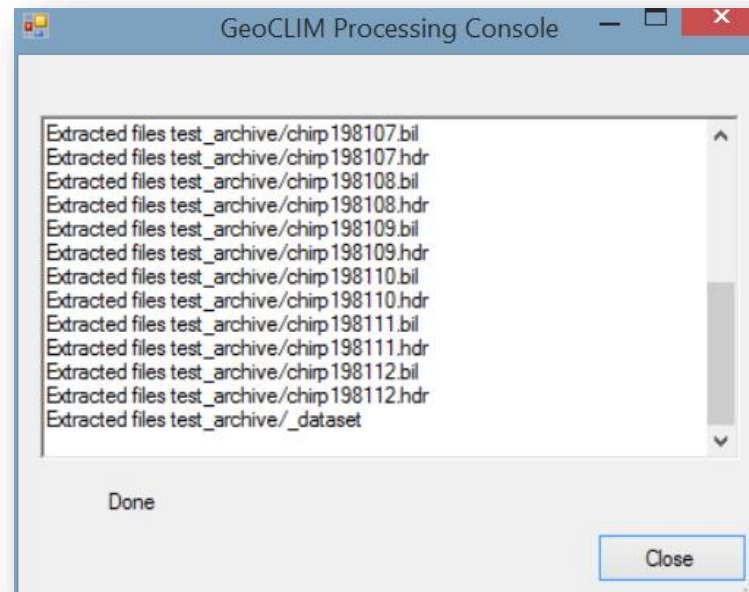 GeoCLIM Processing Console
Extracted files test_archive/chirp198107.bil
Extracted files test_archive/chirp198107.hdr
Extracted files test_archive/chirp198108.bil
Extracted files test_archive/chirp198108.hdr
Extracted files test_archive/chirp198109.bil
Extracted files test_archive/chirp198109.hdr
Extracted files test_archive/chirp198110.bil
Extracted files test_archive/chirp198110.hdr
Extracted files test_archive/chirp198111.bil
Extracted files test_archive/chirp198111.hdr
Extracted files test_archive/chirp198112.bil
Extracted files test_archive/chirp198112.hdr
Extracted files test_archive/_dataset
Done
Close